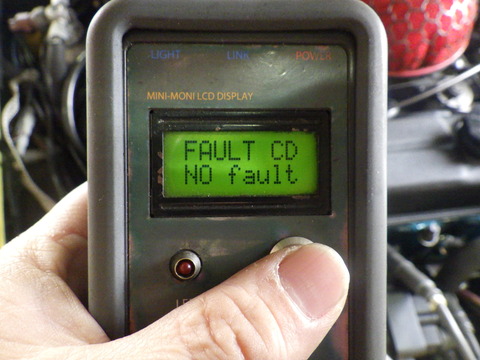 LIGHT LINK POWER
MINI-MONI LCD DISPLAY
FAULT CD
NO fault